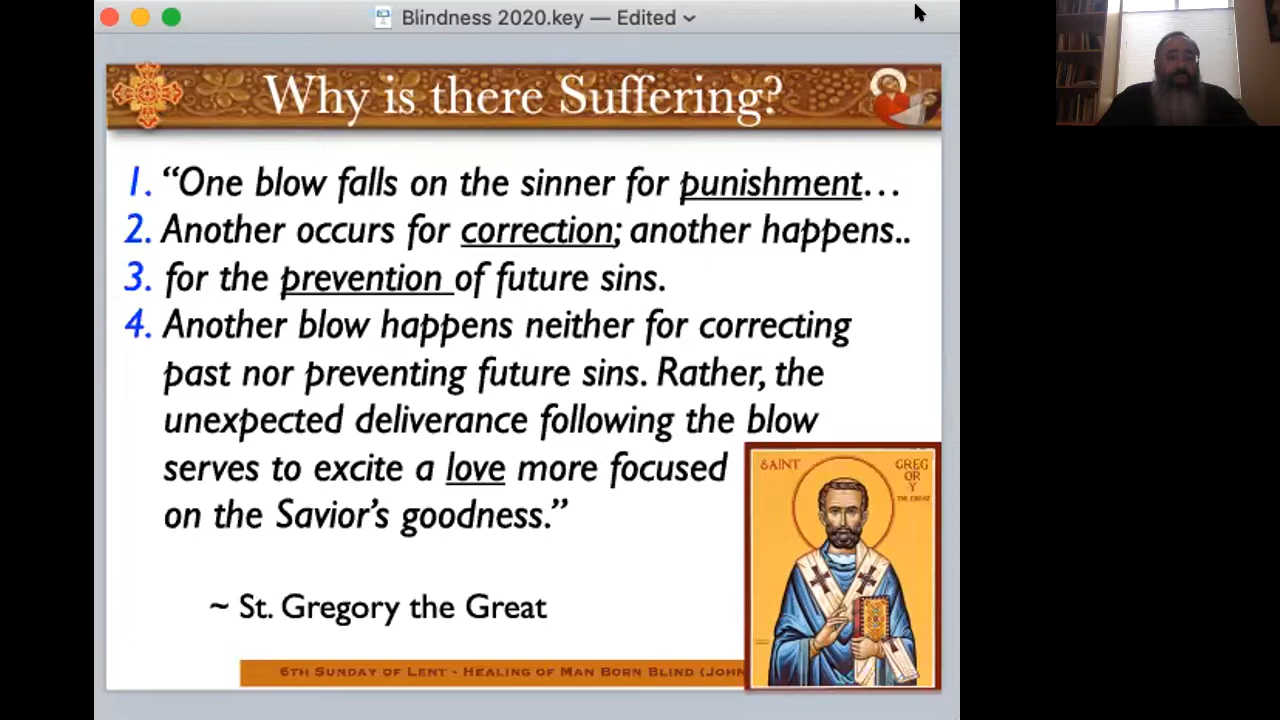 Blindness 2020.key — Edited
Why is there Suffering?
1. “One blow falls on the sinner for punishment…
2. Another occurs for correction; another happens..
3. for the prevention of future sins.
4. Another blow happens neither for correcting
past nor preventing future sins. Rather, the
unexpected deliverance following the blow
serves to excite a love more focused
on the Savior’s goodness.”
~ St. Gregory the Great
SAINT
GREG
OR
Y
THE GREAT
6th Sunday of Lent - Healing of Man Born Blind (John